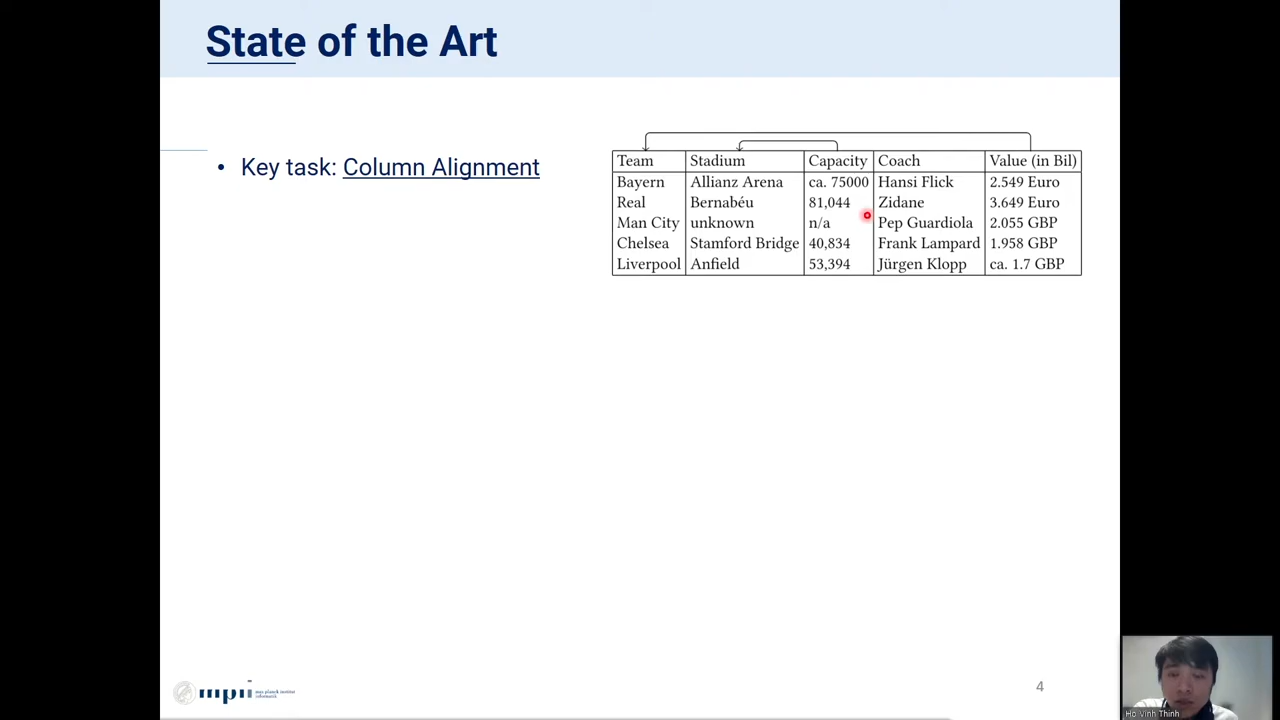 State of the Art
• Key task: Column Alignment
Team Stadium Capacity Coach Value (in Bil)
Bayern Allianz Arena ca. 75000 Hansi Flick 2.549 Euro
Real Bernabéu 81,044 Zidane 3.649 Euro
Man City unknown n/a Pep Guardiola 2.055 GBP
Chelsea Stamford Bridge 40,834 Frank Lampard 1.958 GBP
Liverpool Anfield 53,394 Jürgen Klopp ca. 1.7 GBP
mpii max planck institut
informatik
4
Ho Vinh Thinh